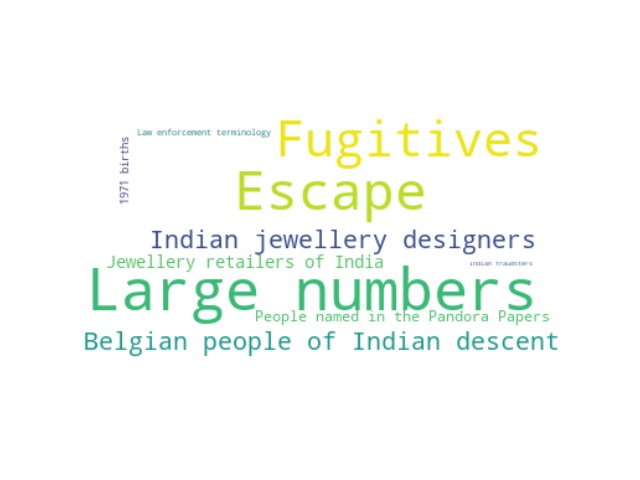 Law enforcement terminology
Fugitives
1971 births
Escape
Indian jewellery designers
Jewellery retailers of India
indian fraudsters
Large numbers
People named in the Pandora Papers
Belgian people of Indian descent